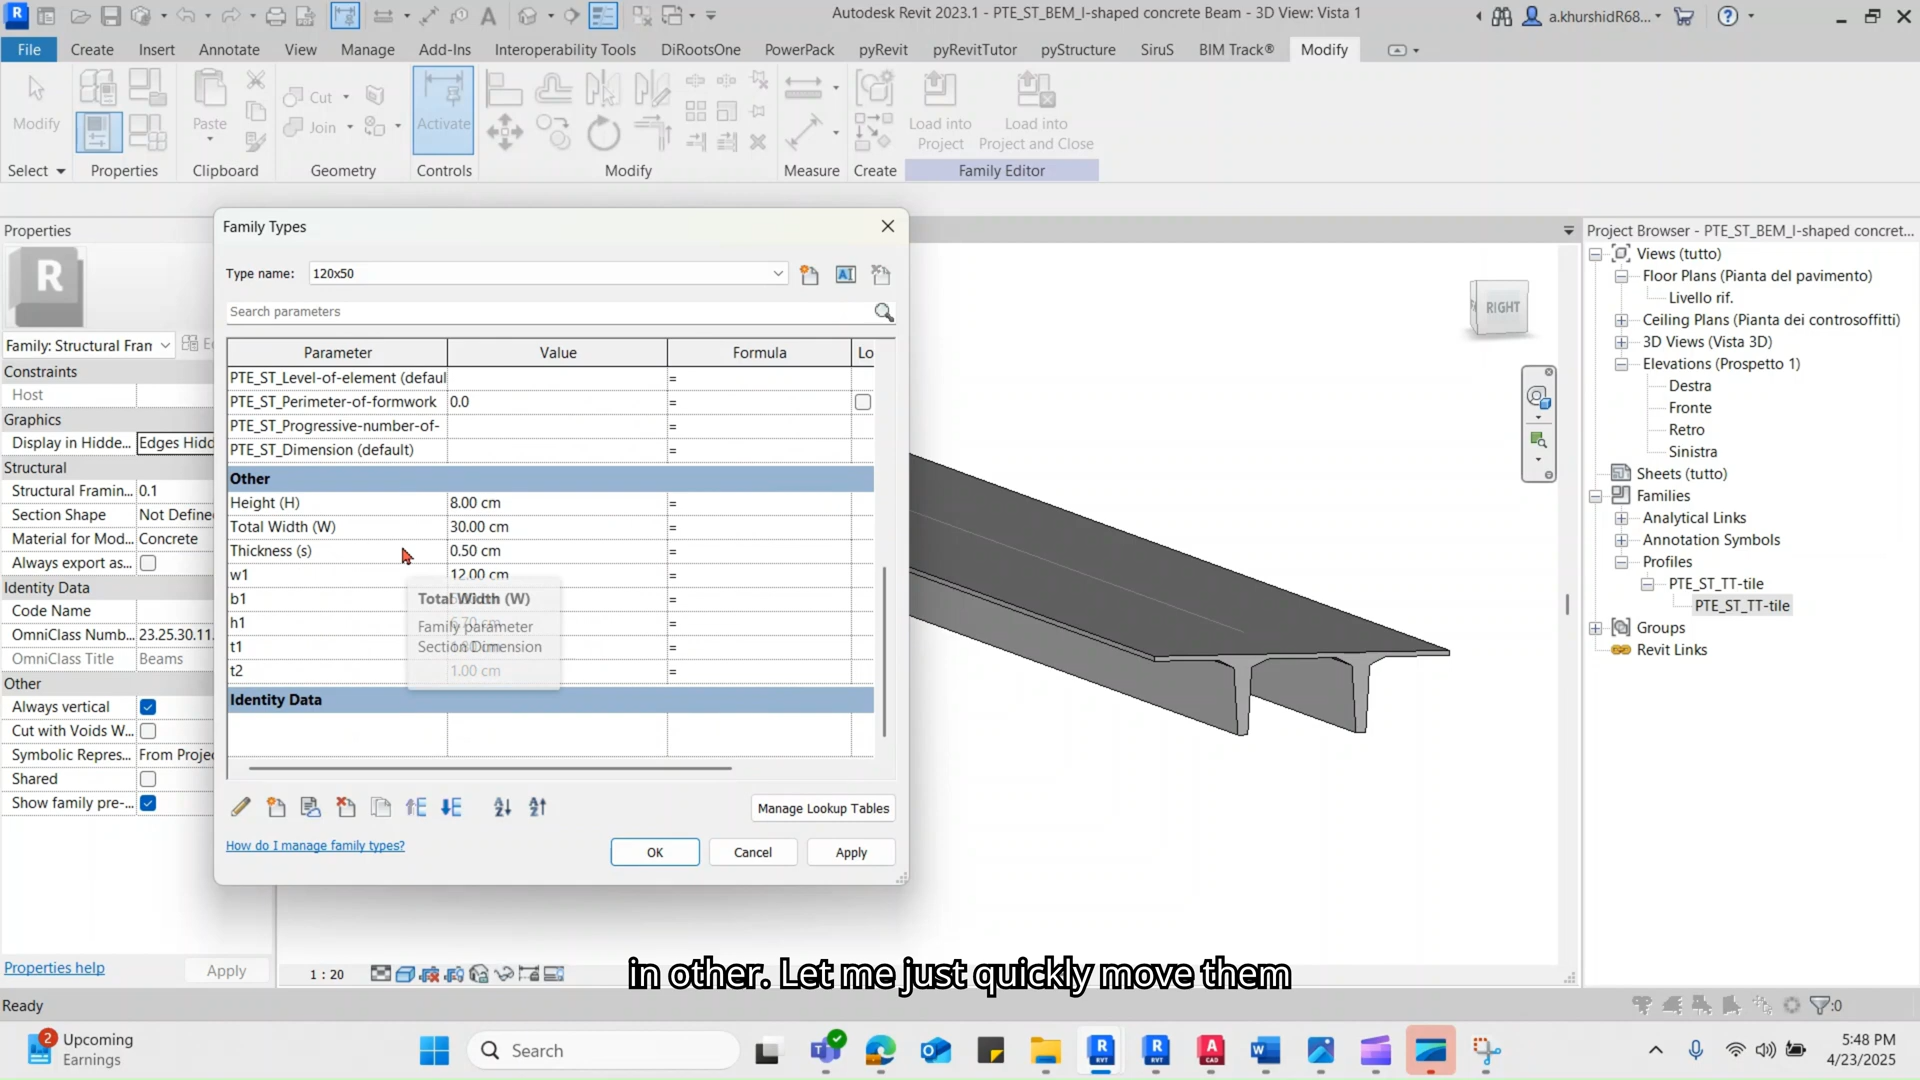 Autodesk Revit 2023.1 - PTE_ST_BEM_I-shaped concrete Beam - 3D View: Vista 1
a.khurshidR68...
File Create Insert Annotate View Manage Add-Ins Interoperability Tools DiRootsOne PowerPack pyRevit pyRevitTutor pyStructure SiruS BIM Track® Modify
Modify
Paste
Cut
Join
Activate
Load into
Project
Load into
Project and Close
Select Properties Clipboard Geometry Controls Modify Measure Create Family Editor
Properties
R
Family: Structural Fran
Constraints
Host
Graphics
Display in Hidde... Edges Hidd
Structural
Structural Framin... 0.1
Section Shape Not Define
Material for Mod... Concrete
Always export as...
Identity Data
Code Name
OmniClass Numb... 23.25.30.11.
OmniClass Title Beams
Other
Always vertical
Cut with Voids W...
Symbolic Repres... From Projec
Shared
Show family pre-...
Properties help Apply
Family Types
Type name: 120x50
Search parameters
Parameter Value Formula Lo
PTE_ST_Level-of-element (defaul =
PTE_ST_Perimeter-of-formwork 0.0 =
PTE_ST_Progressive-number-of- =
PTE_ST_Dimension (default) =
Other
Height (H) 8.00 cm =
Total Width (W) 30.00 cm =
Thickness (s) 0.50 cm =
w1 12.00 cm =
b1 =
h1 6.70 cm =
t1 =
t2 1.00 cm =
Total Width (W)
Family parameter
Section Dimension
Identity Data
Manage Lookup Tables
How do I manage family types?
OK Cancel Apply
RIGHT
Project Browser - PTE_ST_BEM_I-shaped concret...
Views (tutto)
Floor Plans (Pianta del pavimento)
Livello rif.
Ceiling Plans (Pianta dei controsoffitti)
3D Views (Vista 3D)
Elevations (Prospetto 1)
Destra
Fronte
Retro
Sinistra
Sheets (tutto)
Families
Analytical Links
Annotation Symbols
Profiles
PTE_ST_TT-tile
PTE_ST_TT-tile
Groups
Revit Links
1 : 20
in other. Let me just quickly move them
Ready
:0
2
Upcoming
Earnings
Search
5:48 PM
4/23/2025